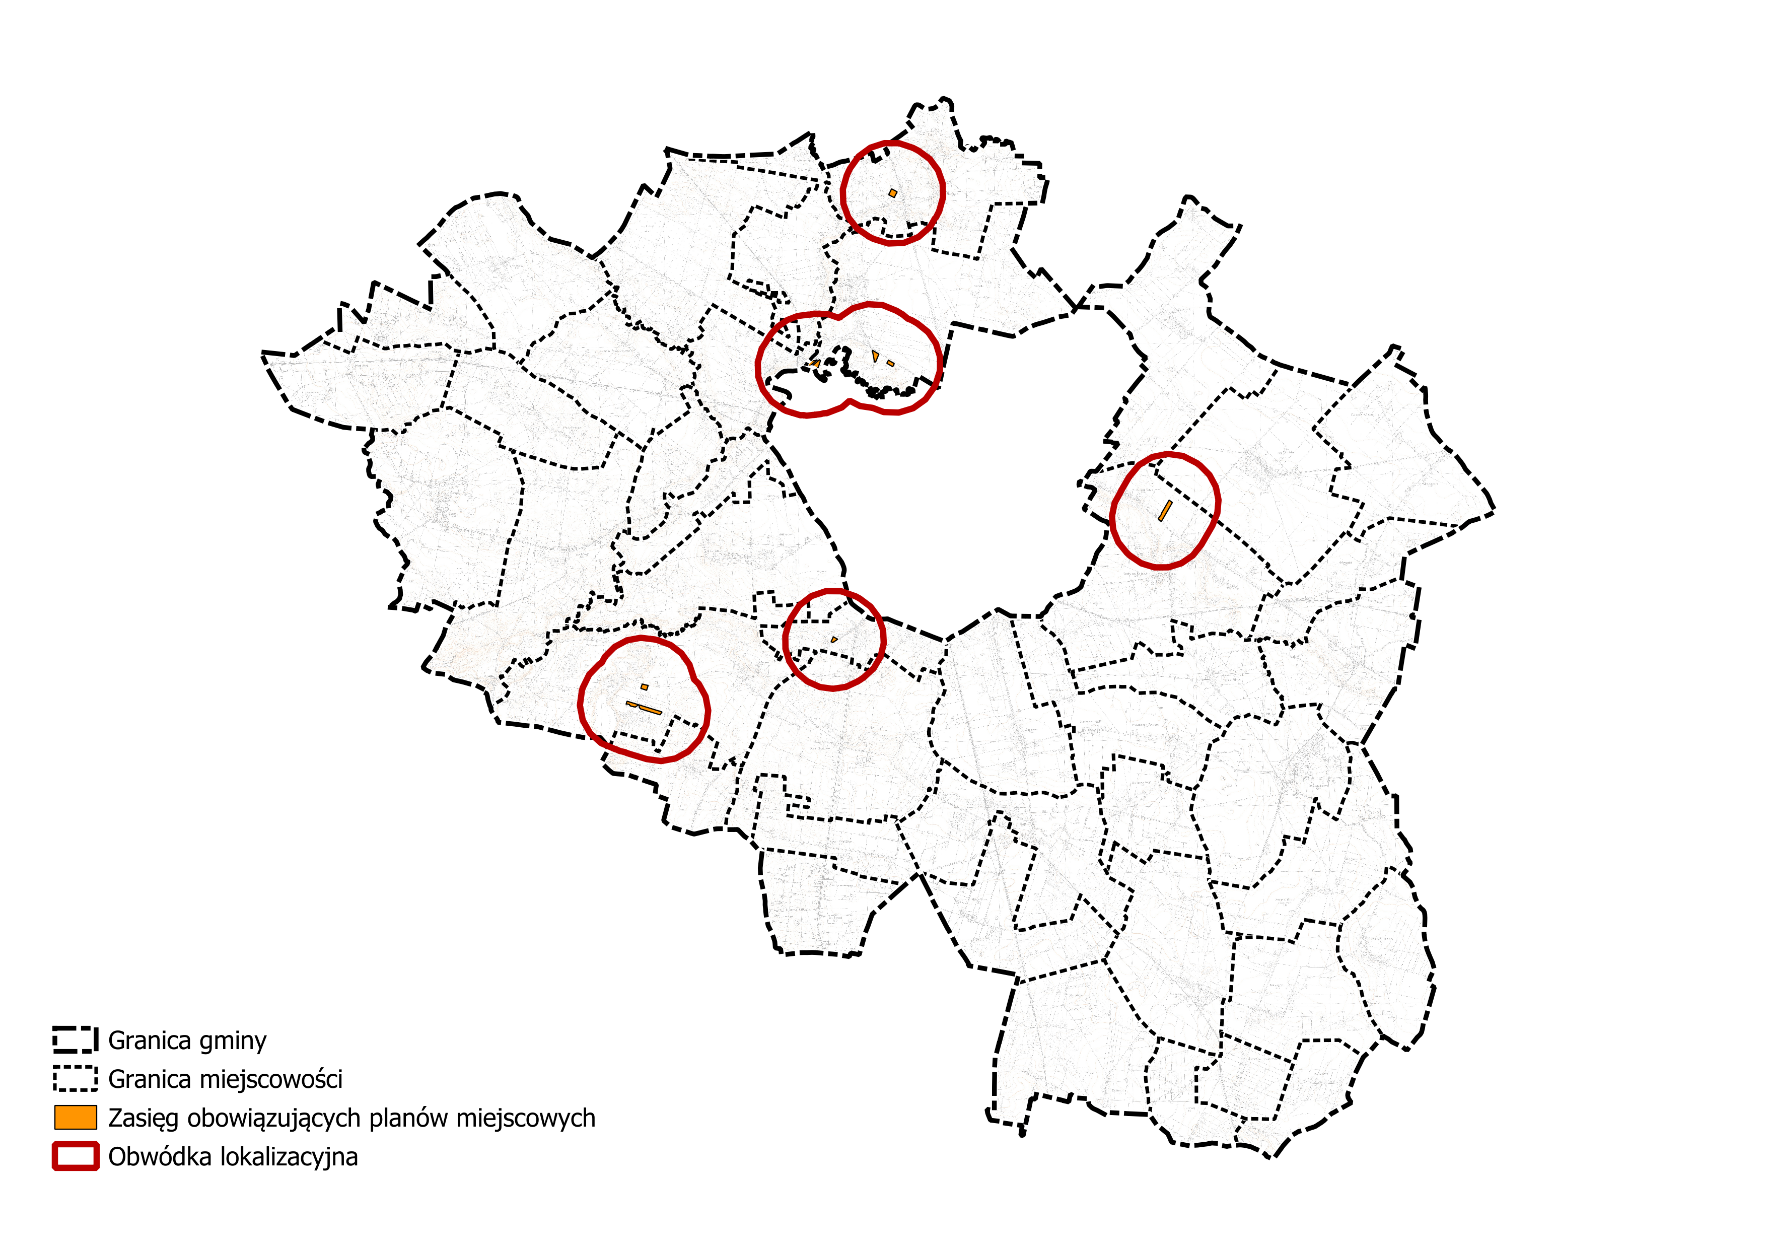 Granica gminy
Granica miejscowości
Zasięg obowiązujących planów miejscowych
Obwódka lokalizacyjna